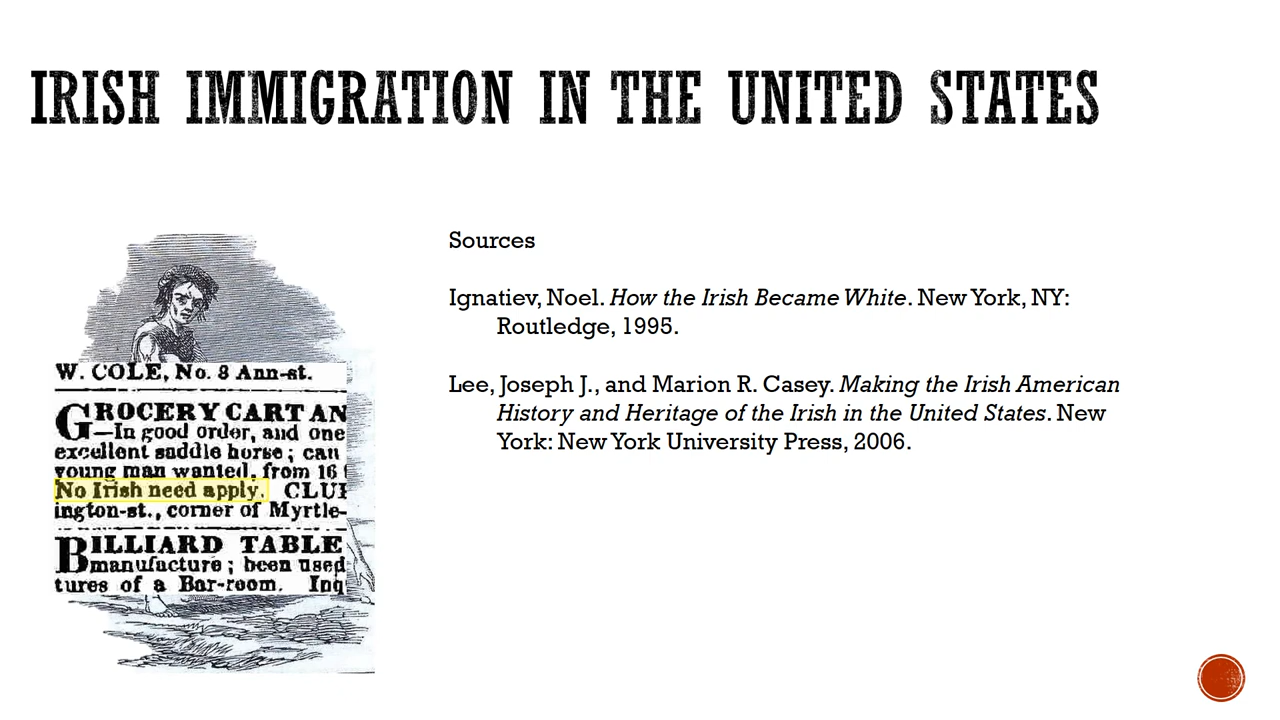 IRISH IMMIGRATION IN THE UNITED STATES
Sources
Ignatiev, Noel. How the Irish Became White. New York, NY:
Routledge, 1995.
Lee, Joseph J., and Marion R. Casey. Making the Irish American
History and Heritage of the Irish in the United States. New
York: New York University Press, 2006.
W. COLE, No. 8 Ann-st.
GROCERY CART AN
—In good order, and one
excellent saddle horse; can
young man wanted, from 16
No Irish need apply. CLU
ington-st., corner of Myrtle-
BILLIARD TABLE
manufacture; been used
tures of a Bar-room. Inq